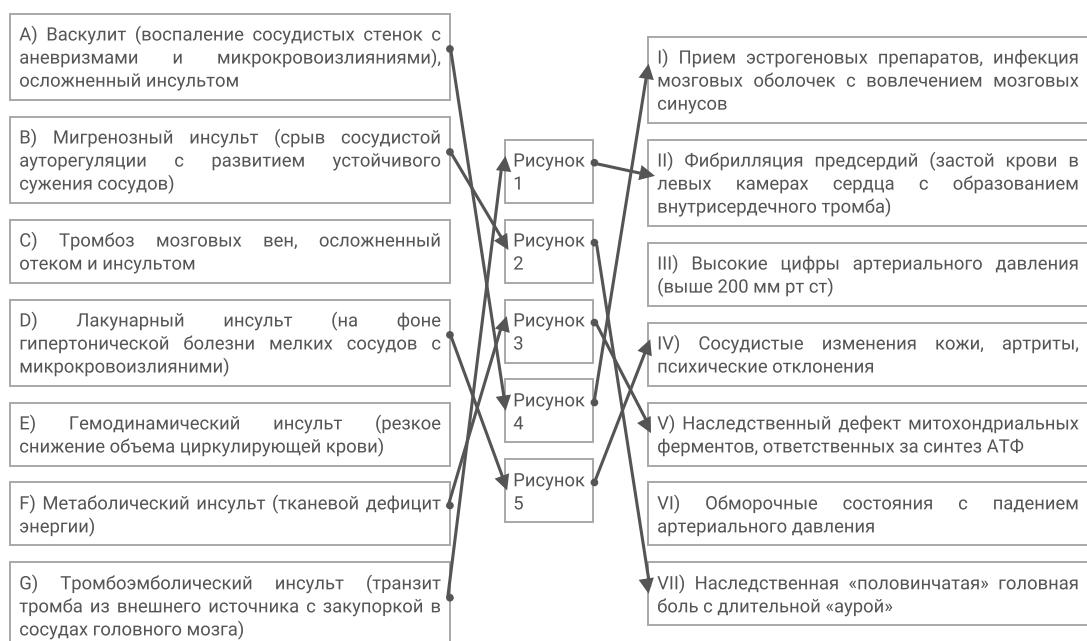 A) Васкулит (воспаление сосудистых стенок с
аневризмами и микрокровоизлияниями),
осложненный инсультом
B) Мигренозный инсульт (срыв сосудистой
ауторегуляции с развитием устойчивого
сужения сосудов)
C) Тромбоз мозговых вен, осложненный
отеком и инсультом
D) Лакунарный инсульт (на фоне
гипертонической болезни мелких сосудов с
микрокровоизлияними)
E) Гемодинамический инсульт (резкое
снижение объема циркулирующей крови)
F) Метаболический инсульт (тканевой дефицит
энергии)
G) Тромбоэмболический инсульт (транзит
тромба из внешнего источника с закупоркой в
сосудах головного мозга)
Рисунок
1
Рисунок
2
Рисунок
3
Рисунок
4
Рисунок
5
I) Прием эстрогеновых препаратов, инфекция
мозговых оболочек с вовлечением мозговых
синусов
II) Фибрилляция предсердий (застой крови в
левых камерах сердца с образованием
внутрисердечного тромба)
III) Высокие цифры артериального давления
(выше 200 мм рт ст)
IV) Сосудистые изменения кожи, артриты,
психические отклонения
V) Наследственный дефект митохондриальных
ферментов, ответственных за синтез АТФ
VI) Обморочные состояния с падением
артериального давления
VII) Наследственная «половинчатая» головная
боль с длительной «аурой»